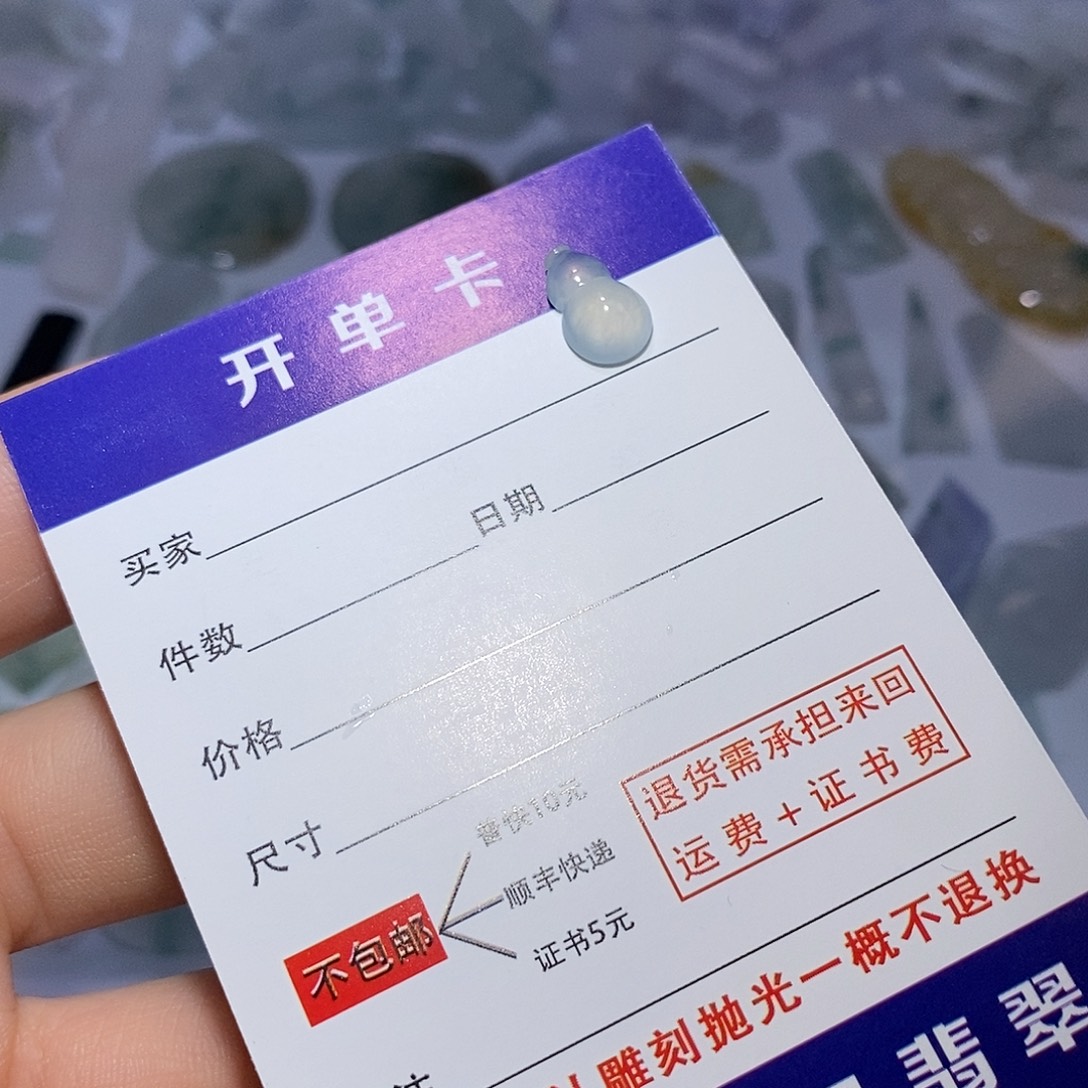 开单卡
买家
日期
件数
价格
尺寸
普快10元
不包邮
顺丰快递
证书5元
退货需承担来回
运费+证书费
雕刻抛光一概不退换
翡翠